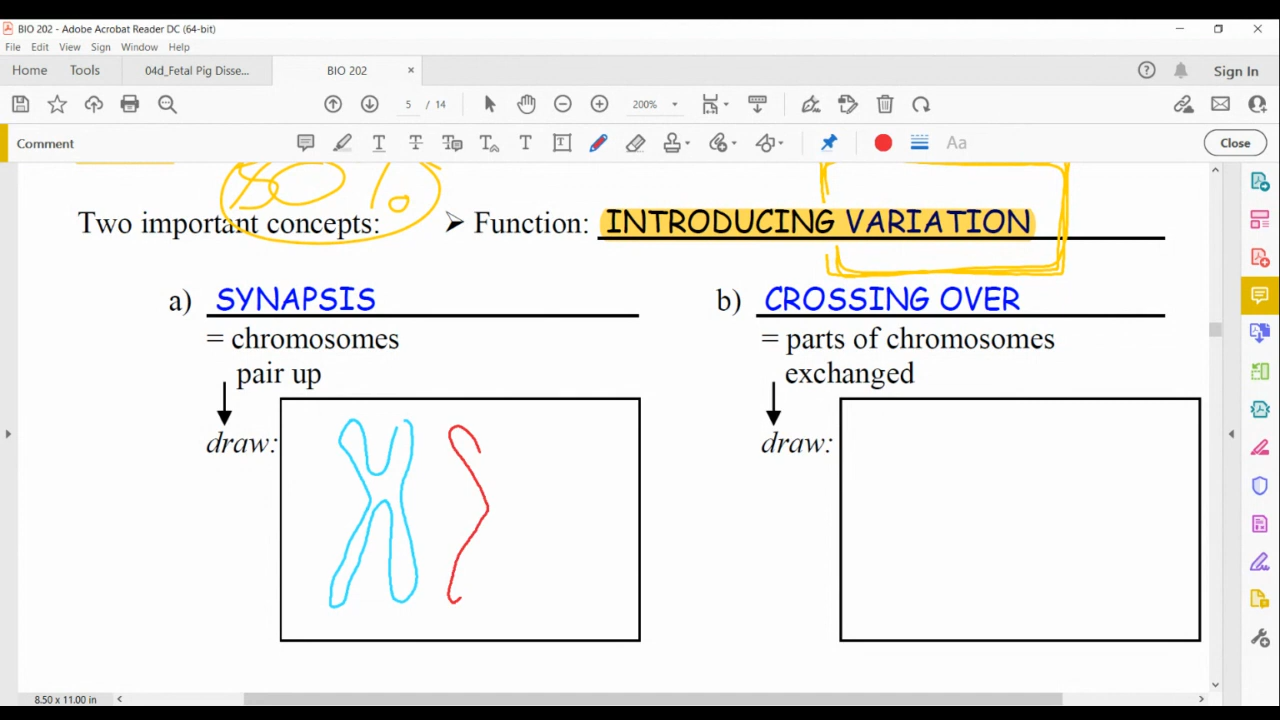 BIO 202 - Adobe Acrobat Reader DC (64-bit)
File Edit View Sign Window Help
Home Tools 04d_Fetal Pig Disse... BIO 202 × Sign In
5 / 14 200%
Comment Close
Two important concepts: ➢ Function: INTRODUCING VARIATION
a) SYNAPSIS
= chromosomes
pair up
draw:
b) CROSSING OVER
= parts of chromosomes
exchanged
draw:
8.50 x 11.00 in